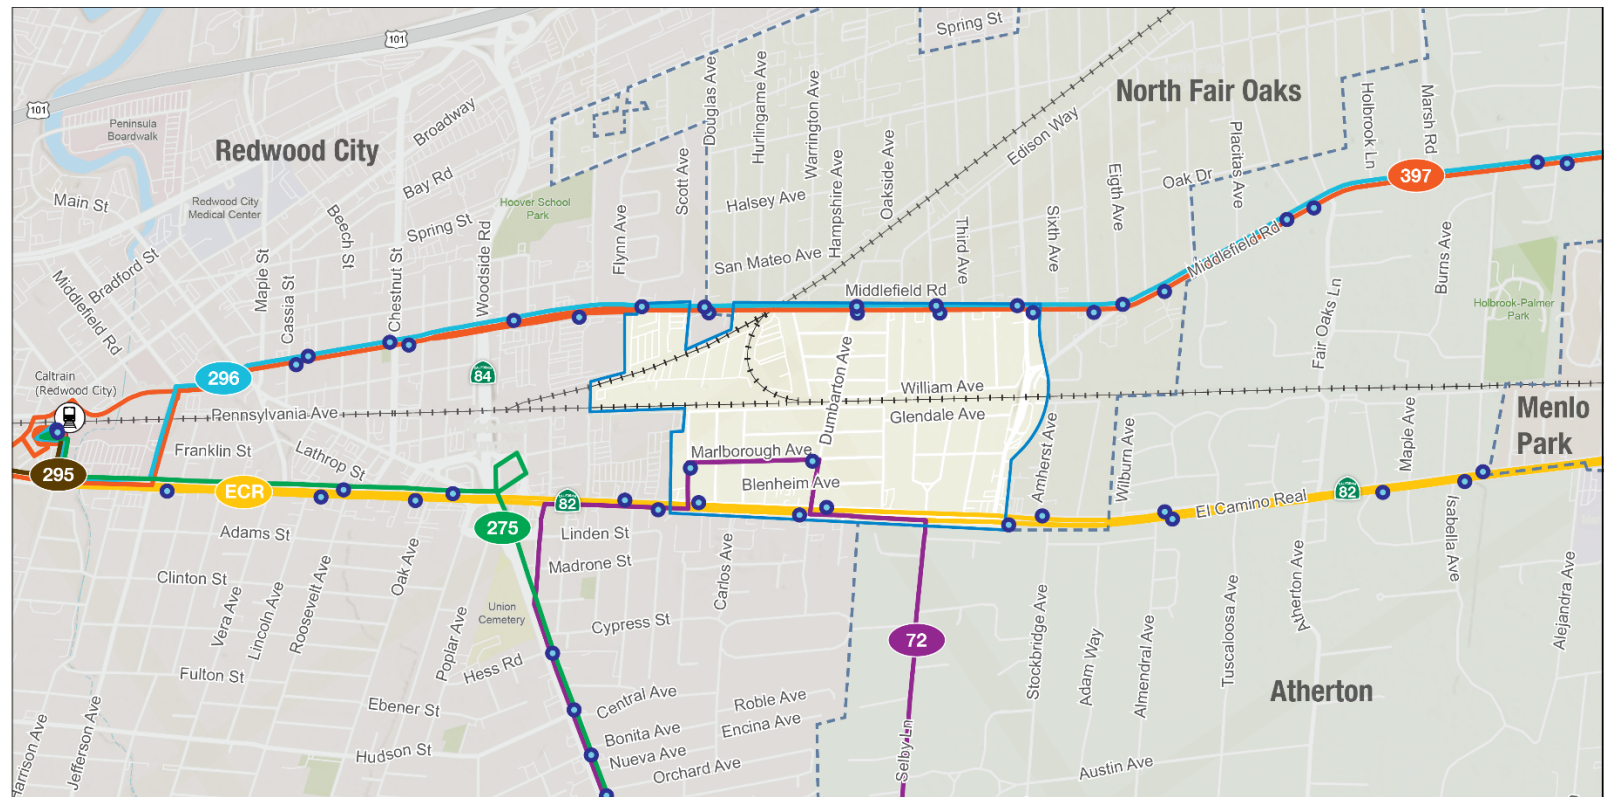 Spring St
101
101
North Fair Oaks
Peninsula
Boardwalk
Redwood City
Broadway
Bay Rd
Douglas Ave
Hurlingame Ave
Warrington Ave
Hampshire Ave
Oakside Ave
Edison Way
Eigth Ave
Oak Dr
Placitas Ave
Holbrook Ln
Marsh Rd
397
Main St
Redwood City
Medical Center
Hoover School
Park
Scott Ave
Halsey Ave
Beech St
Spring St
Woodside Rd
Flynn Ave
San Mateo Ave
Third Ave
Sixth Ave
Middlefield Rd
Burns Ave
Bradford St
Middlefield Rd
Maple St
Cassia St
Chestnut St
Middlefield Rd
Fair Oaks Ln
Holbrook-Palmer
Park
Caltrain
(Redwood City)
296
84
Dumbarton Ave
William Ave
Pennsylvania Ave
Glendale Ave
Menlo
Park
Franklin St
Lathrop St
Marlborough Ave
Amherst Ave
Wilburn Ave
Maple Ave
295
ECR
Blenheim Ave
82
82
El Camino Real
275
Adams St
Linden St
Madrone St
Carlos Ave
Isabella Ave
Clinton St
Vera Ave
Lincoln Ave
Roosevelt Ave
Oak Ave
Poplar Ave
Union
Cemetery
Cypress St
72
Stockbridge Ave
Adam Way
Almendral Ave
Tuscaloosa Ave
Atherton Ave
Alejandra Ave
Fulton St
Hess Rd
Atherton
Ebener St
Central Ave
Roble Ave
Encina Ave
Harrison Ave
Jefferson Ave
Hudson St
Bonita Ave
Nueva Ave
Orchard Ave
Selby Ln
Austin Ave